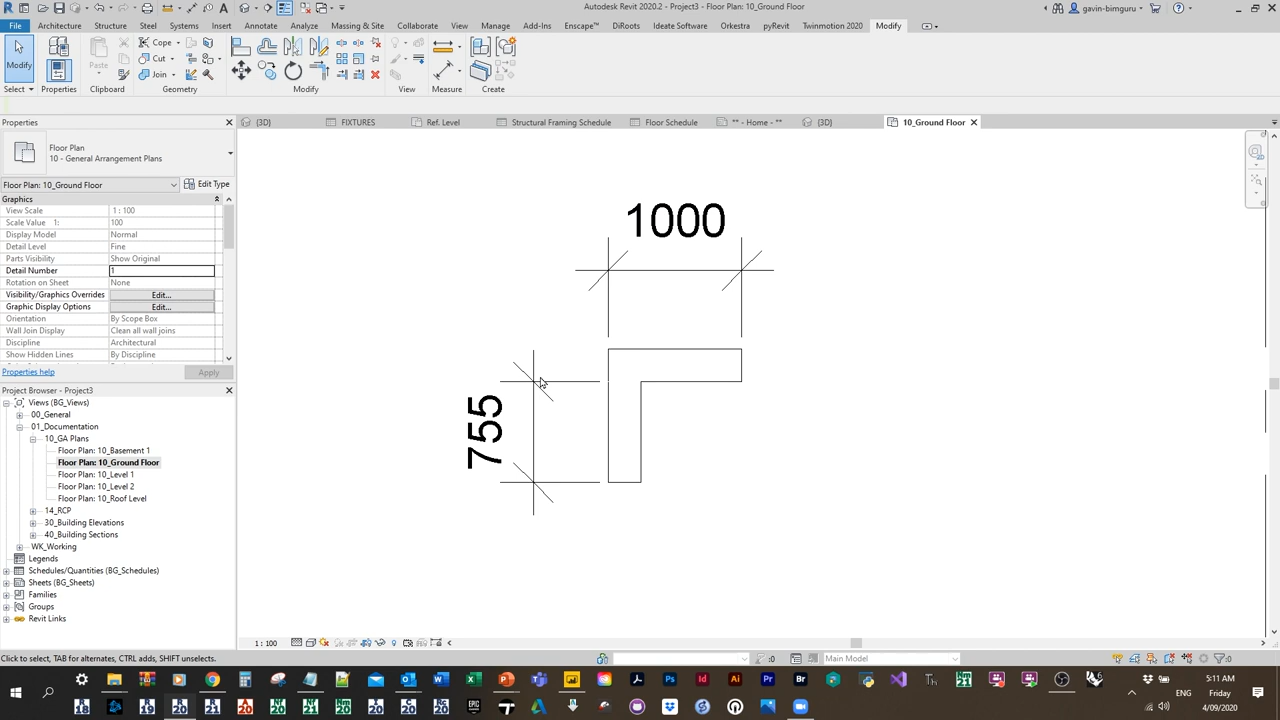 Autodesk Revit 2020.2 - Project3 - Floor Plan: 10_Ground Floor
gavin-bimguru
File
Architecture
Structure
Steel
Systems
Insert
Annotate
Analyze
Massing & Site
Collaborate
View
Manage
Add-Ins
Enscape™
DiRoots
Ideate Software
Orkestra
pyRevit
Twinmotion 2020
Modify
Modify
Paste
Cope
Cut
Join
Select
Properties
Clipboard
Geometry
Modify
View
Measure
Create
Properties
{3D}
FIXTURES
Ref. Level
Structural Framing Schedule
Floor Schedule
** - Home - **
{3D}
10_Ground Floor
Floor Plan
10 - General Arrangement Plans
Floor Plan: 10_Ground Floor
Edit Type
Graphics
View Scale 1 : 100
Scale Value 1: 100
Display Model Normal
Detail Level Fine
Parts Visibility Show Original
Detail Number 1
Rotation on Sheet None
Visibility/Graphics Overrides Edit...
Graphic Display Options Edit...
Orientation By Scope Box
Wall Join Display Clean all wall joins
Discipline Architectural
Show Hidden Lines By Discipline
Properties help
Apply
Project Browser - Project3
Views (BG_Views)
00_General
01_Documentation
10_GA Plans
Floor Plan: 10_Basement 1
Floor Plan: 10_Ground Floor
Floor Plan: 10_Level 1
Floor Plan: 10_Level 2
Floor Plan: 10_Roof Level
14_RCP
30_Building Elevations
40_Building Sections
WK_Working
Legends
Schedules/Quantities (BG_Schedules)
Sheets (BG_Sheets)
Families
Groups
Revit Links
1000
755
1 : 100
Click to select, TAB for alternates, CTRL adds, SHIFT unselects.
:0
Main Model
:0
5:11 AM
ENG
Friday
4/09/2020